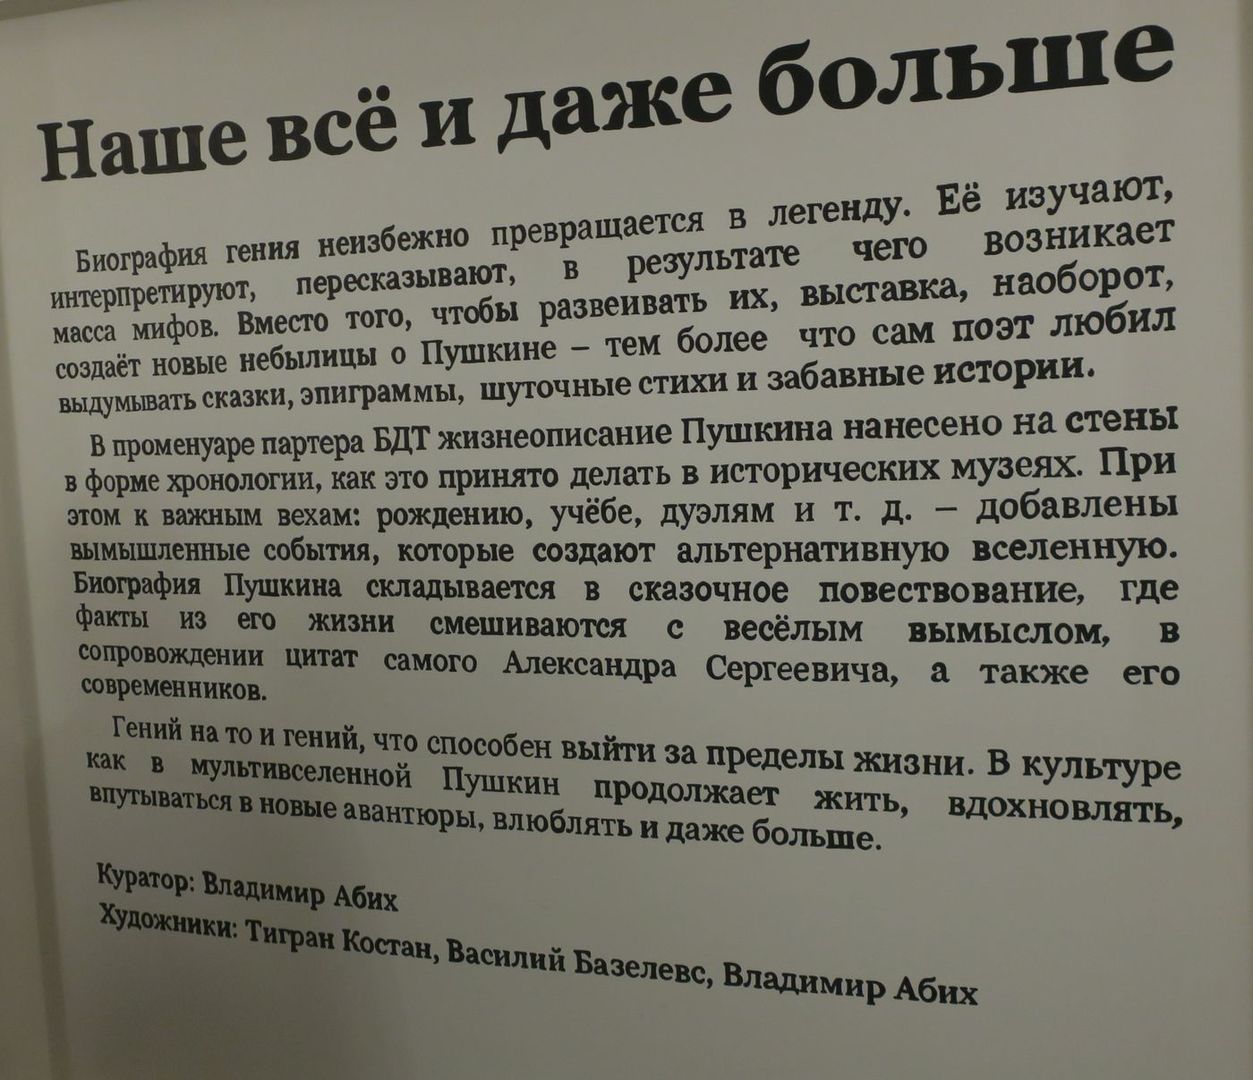 Наше всё и даже больше
Биография гения неизбежно превращается в легенду. Её изучают,
интерпретируют, пересказывают, в результате чего возникает
масса мифов. Вместо того, чтобы развеивать их, выставка, наоборот,
создаёт новые небылицы о Пушкине – тем более что сам поэт любил
выдумывать сказки, эпиграммы, шуточные стихи и забавные истории.
В променуаре партера БДТ жизнеописание Пушкина нанесено на стены
в форме хронологии, как это принято делать в исторических музеях. При
этом к важным вехам: рождению, учёбе, дуэлям и т. д. – добавлены
вымышленные события, которые создают альтернативную вселенную.
Биография Пушкина складывается в сказочное повествование, где
факты из его жизни смешиваются с весёлым вымыслом, в
сопровождении цитат самого Александра Сергеевича, а также его
современников.
Гений на то и гений, что способен выйти за пределы жизни. В культуре
как в мультивселенной Пушкин продолжает жить, вдохновлять,
впутываться в новые авантюры, влюблять и даже больше.
Куратор: Владимир Абих
Художники: Тигран Костан, Василий Базелевс, Владимир Абих